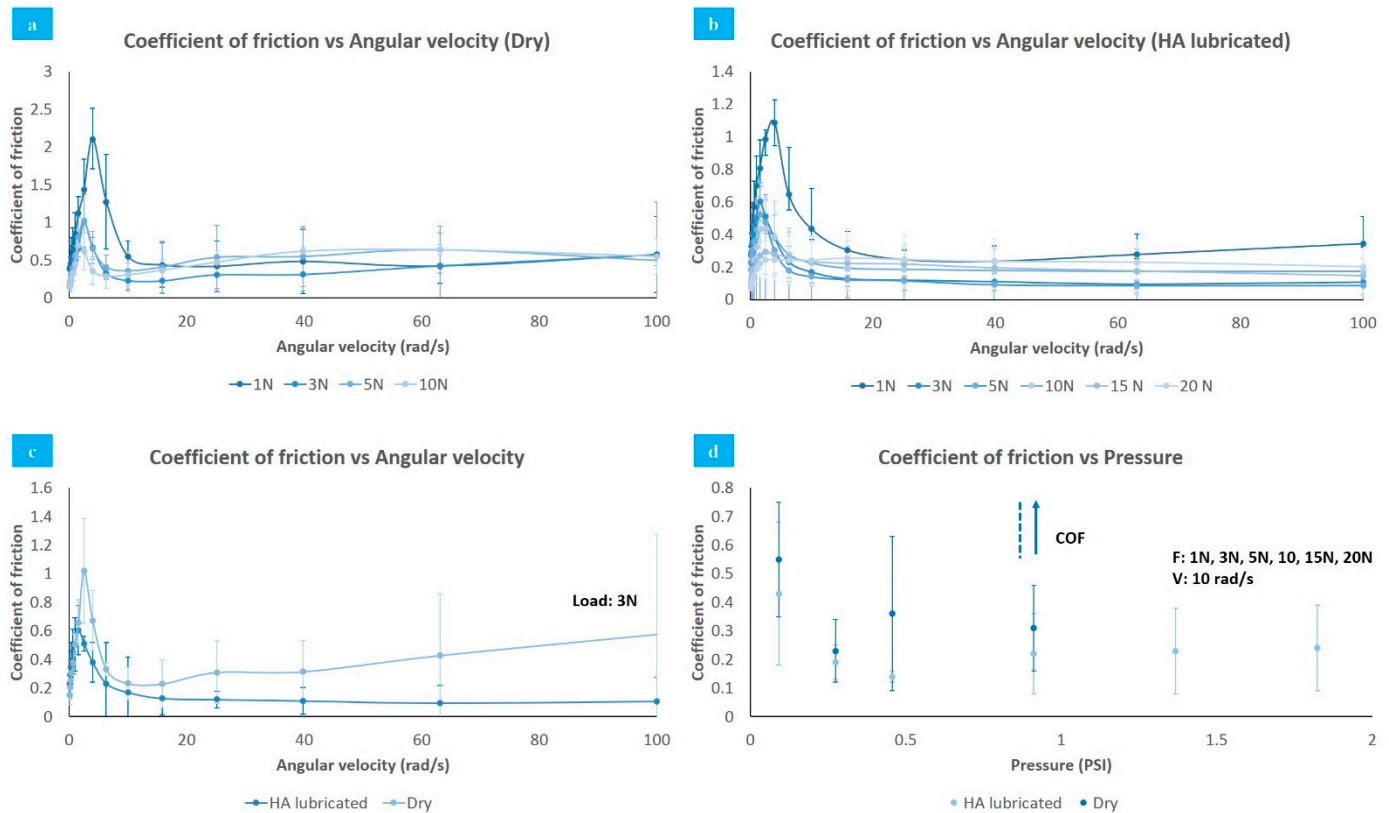 a
Coefficient of friction vs Angular velocity (Dry)
Coefficient of friction
3
2.5
2
1.5
1
0.5
0
0 20 40 60 80 100
Angular velocity (rad/s)
1N 3N 5N 10N
b
Coefficient of friction vs Angular velocity (HA lubricated)
Coefficient of friction
1.4
1.2
1
0.8
0.6
0.4
0.2
0
0 20 40 60 80 100
Angular velocity (rad/s)
1N 3N 5N 10N 15 N 20 N
c
Coefficient of friction vs Angular velocity
Coefficient of friction
1.6
1.4
1.2
1
0.8
0.6
0.4
0.2
0
Load: 3N
0 20 40 60 80 100
Angular velocity (rad/s)
HA lubricated Dry
d
Coefficient of friction vs Pressure
Coefficient of friction
0.8
0.7
0.6
0.5
0.4
0.3
0.2
0.1
0
COF
F: 1N, 3N, 5N, 10, 15N, 20N
V: 10 rad/s
0 0.5 1 1.5 2
Pressure (PSI)
HA lubricated Dry